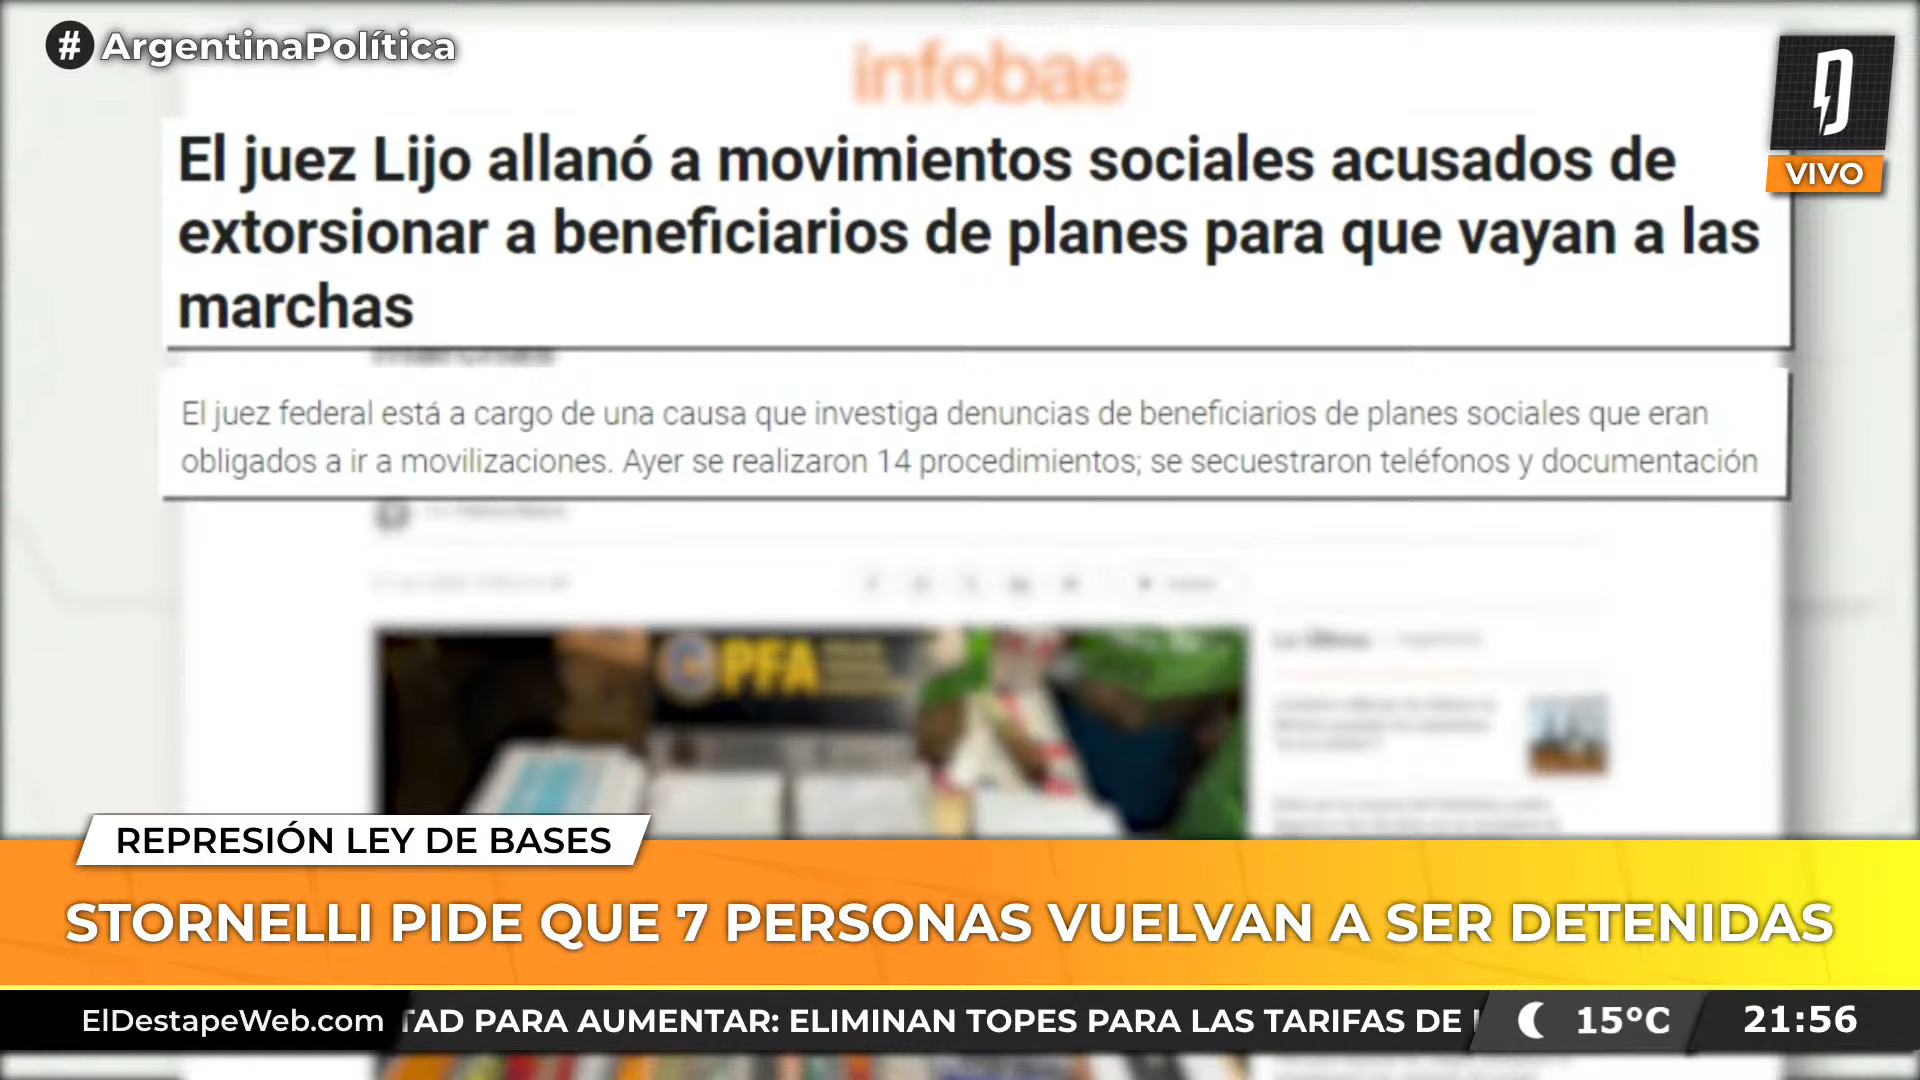 # ArgentinaPolítica
infobae
VIVO
El juez Lijo allanó a movimientos sociales acusados de
extorsionar a beneficiarios de planes para que vayan a las
marchas
El juez federal está a cargo de una causa que investiga denuncias de beneficiarios de planes sociales que eran
obligados a ir a movilizaciones. Ayer se realizaron 14 procedimientos; se secuestraron teléfonos y documentación
PFA
REPRESIÓN LEY DE BASES
STORNELLI PIDE QUE 7 PERSONAS VUELVAN A SER DETENIDAS
ElDestapeWeb.com TAD PARA AUMENTAR: ELIMINAN TOPES PARA LAS TARIFAS DE 15°C 21:56